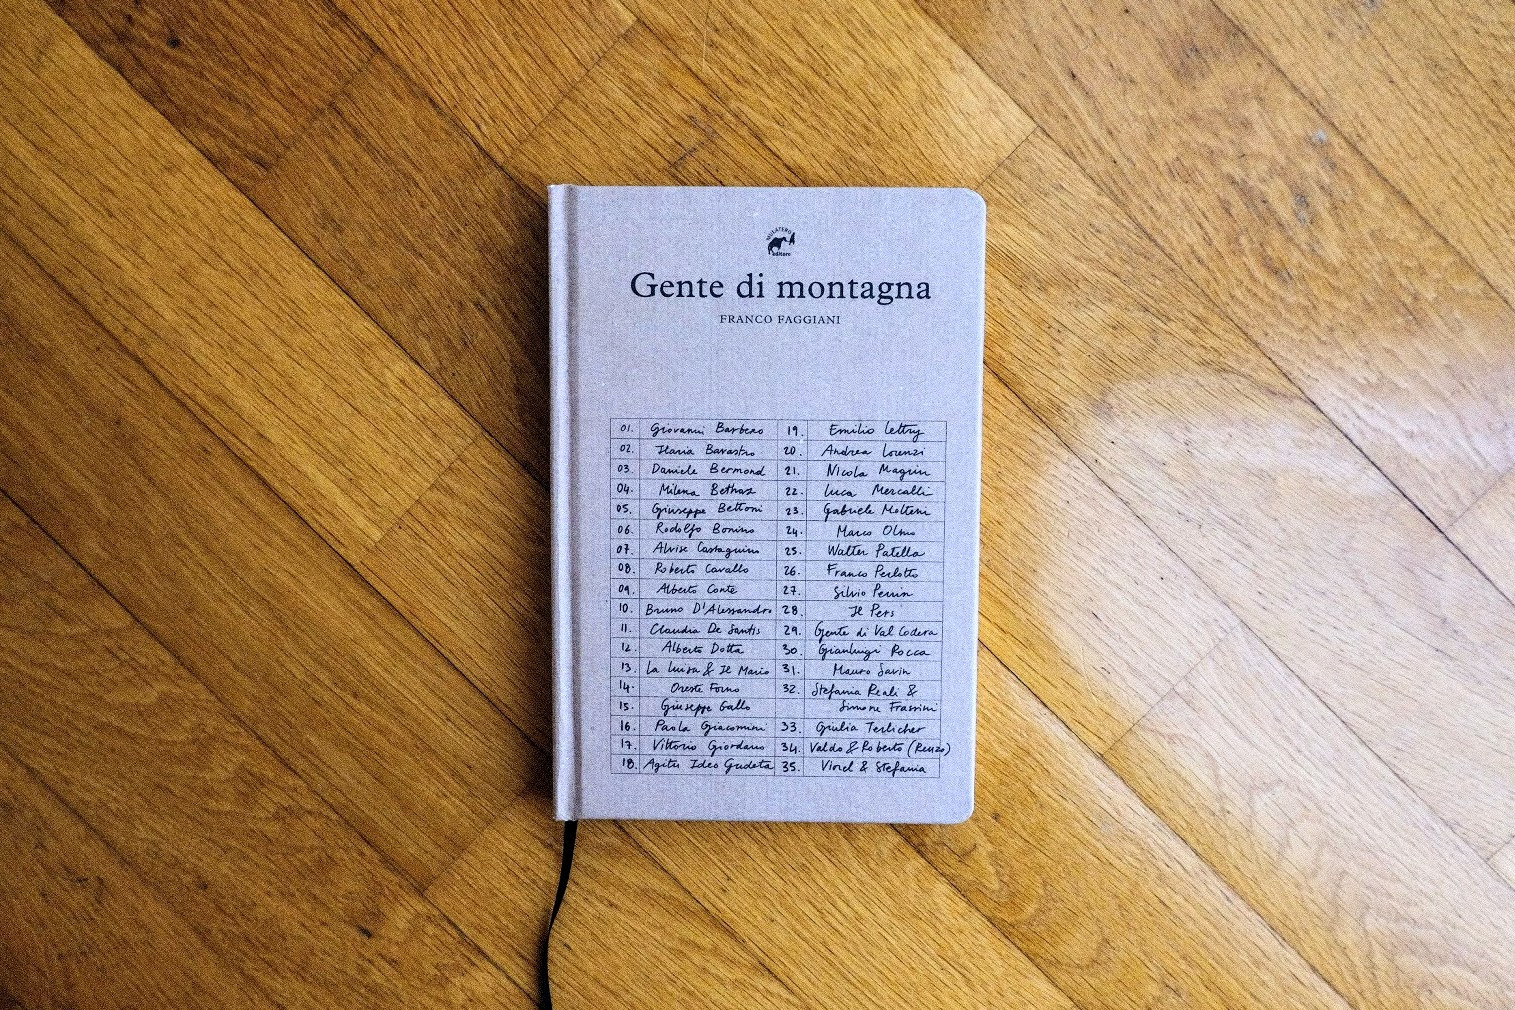 MULATERO
editore
Gente di montagna
FRANCO FAGGIANI
01. Giovanni Barbero
02. Ilaria Barastro
03. Daniele Bermond
04. Milena Bethaz
05. Giuseppe Bettoni
06. Rodolfo Bonino
07. Alvise Castagnino
08. Roberto Cavallo
09. Alberto Conte
10. Bruno D'Alessandro
11. Claudia De Santis
12. Alberto Dotta
13. La Luisa & Il Mario
14. Oreste Forno
15. Giuseppe Gallo
16. Paola Giacomini
17. Vittorio Giordano
18. Agitu Ideo Gudeta
19. Emilio Lettry
20. Andrea Lorenzi
21. Nicola Magrin
22. Luca Mercalli
23. Gabriele Molteni
24. Marco Olmo
25. Walter Patella
26. Franco Perlotto
27. Silvio Perrin
28. Il Pers
29. Gente di Val Codera
30. Gianluigi Rocca
31. Mauro Savin
32. Stefania Reali &
Simone Frassini
33. Giulia Terlicher
34. Valdo & Roberto (Renzo)
35. Viorel & Stefania